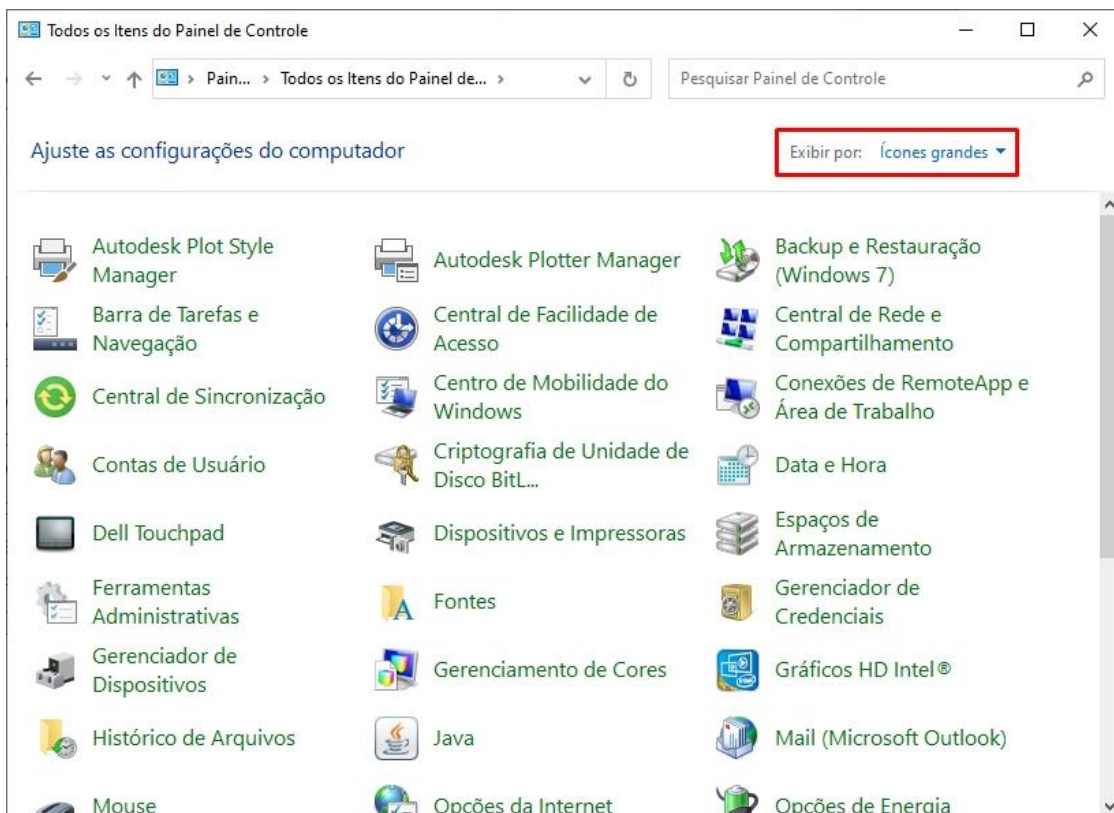 Todos os Itens do Painel de Controle
Pain... > Todos os Itens do Painel de... >
Pesquisar Painel de Controle
Ajuste as configurações do computador
Exibir por: Ícones grandes
Autodesk Plot Style
Manager
Autodesk Plotter Manager
Backup e Restauração
(Windows 7)
Barra de Tarefas e
Navegação
Central de Facilidade de
Acesso
Central de Rede e
Compartilhamento
Central de Sincronização
Centro de Mobilidade do
Windows
Conexões de RemoteApp e
Área de Trabalho
Contas de Usuário
Criptografia de Unidade de
Disco BitL...
Data e Hora
Dell Touchpad
Dispositivos e Impressoras
Espaços de
Armazenamento
Ferramentas
Administrativas
Fontes
Gerenciador de
Credenciais
Gerenciador de
Dispositivos
Gerenciamento de Cores
Gráficos HD Intel®
Histórico de Arquivos
Java
Mail (Microsoft Outlook)
Mouse
Opções da Internet
Opções de Energia